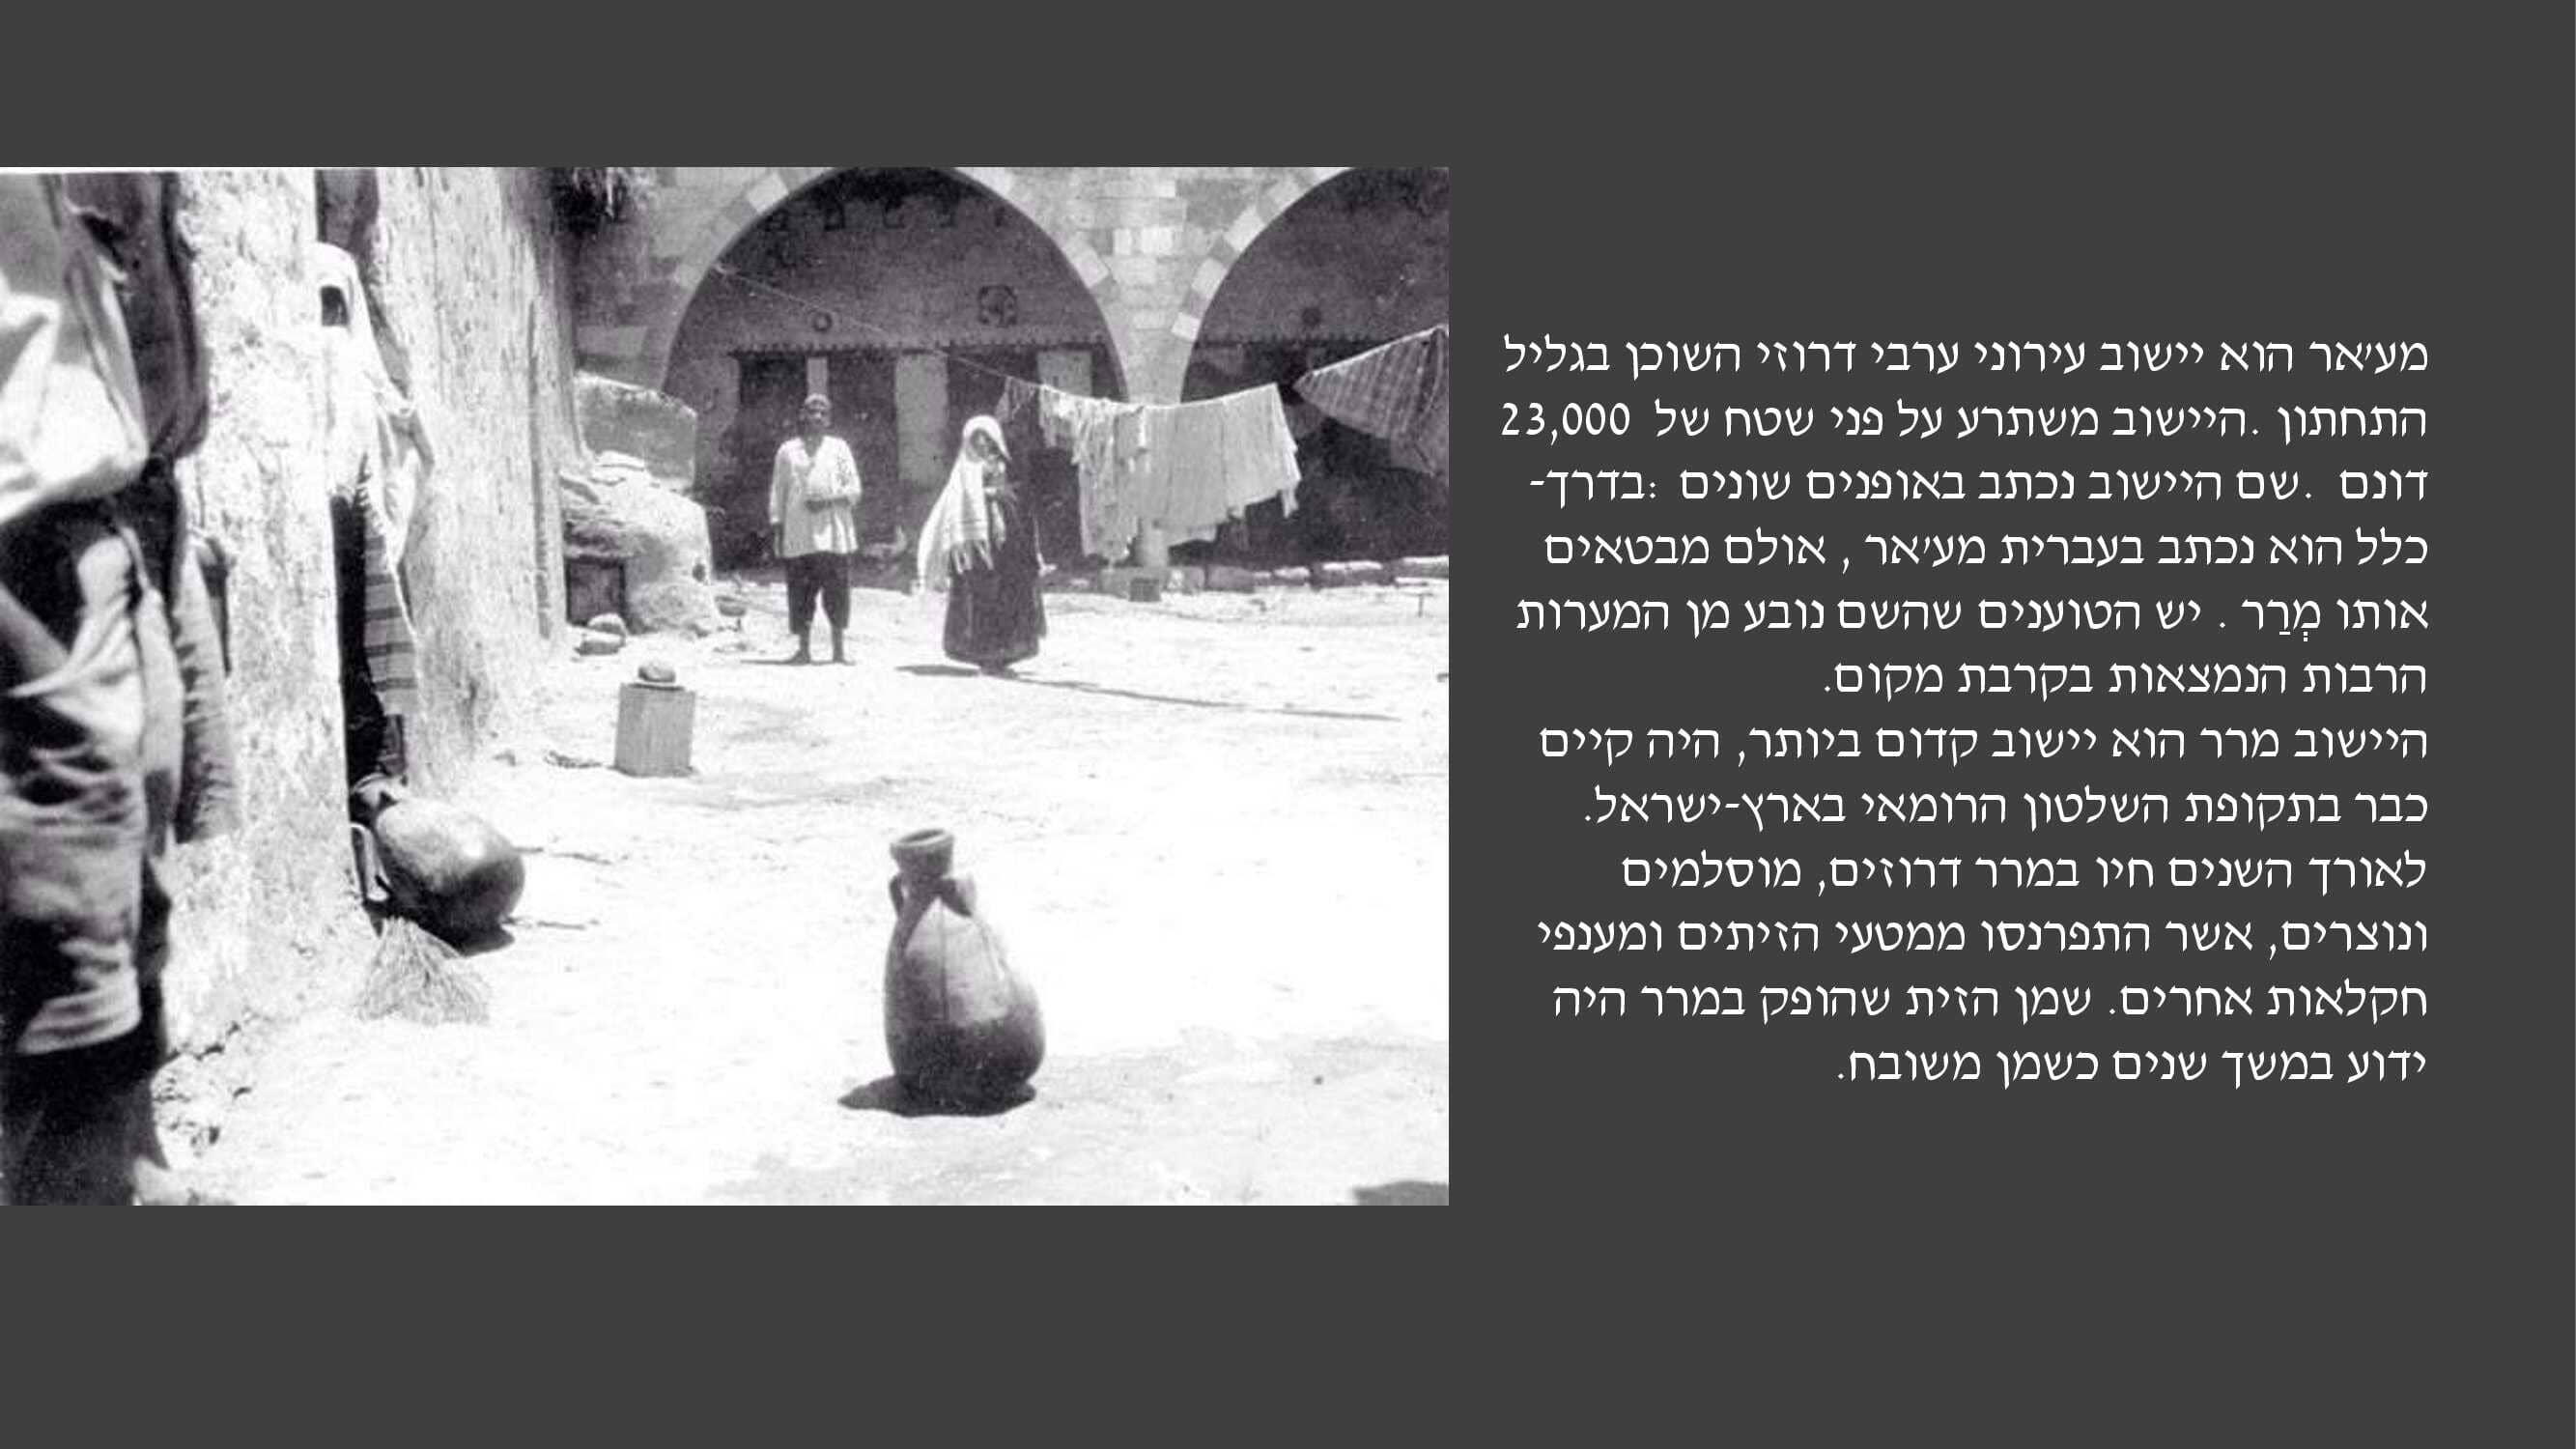 מע'אר הוא יישוב עירוני ערבי דרוזי השוכן בגליל
התחתון .היישוב משתרע על פני שטח של 23,000
דונם .שם היישוב נכתב באופנים שונים :בדרך-
כלל הוא נכתב בעברית מע'אר , אולם מבטאים
אותו מְרַר . יש הטוענים שהשם נובע מן המערות
הרבות הנמצאות בקרבת מקום.
היישוב מרר הוא יישוב קדום ביותר, היה קיים
כבר בתקופת השלטון הרומאי בארץ-ישראל.
לאורך השנים חיו במרר דרוזים, מוסלמים
ונוצרים, אשר התפרנסו ממטעי הזיתים ומענפי
חקלאות אחרים. שמן הזית שהופק במרר היה
ידוע במשך שנים כשמן משובח.